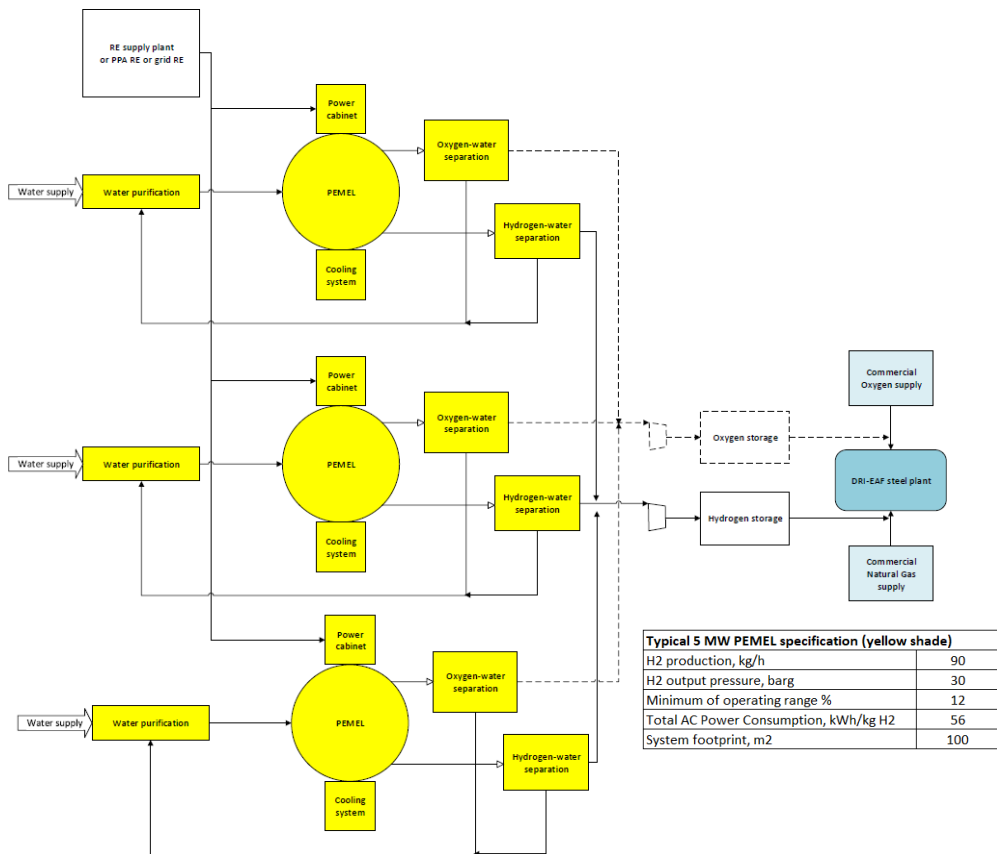 RE supply plant
or PPA RE or grid RE
Power
cabinet
Oxygen-water
separation
Water supply
Water purification
PEMEL
Hydrogen-water
separation
Cooling
system
Power
cabinet
Oxygen-water
separation
Water supply
Water purification
PEMEL
Hydrogen-water
separation
Cooling
system
Commercial
Oxygen supply
Oxygen storage
DRI-EAF steel plant
Hydrogen storage
Commercial
Natural Gas
supply
Power
cabinet
Oxygen-water
separation
Water supply
Water purification
PEMEL
Hydrogen-water
separation
Cooling
system
Typical 5 MW PEMEL specification (yellow shade)
H2 production, kg/h 90
H2 output pressure, barg 30
Minimum of operating range % 12
Total AC Power Consumption, kWh/kg H2 56
System footprint, m2 100